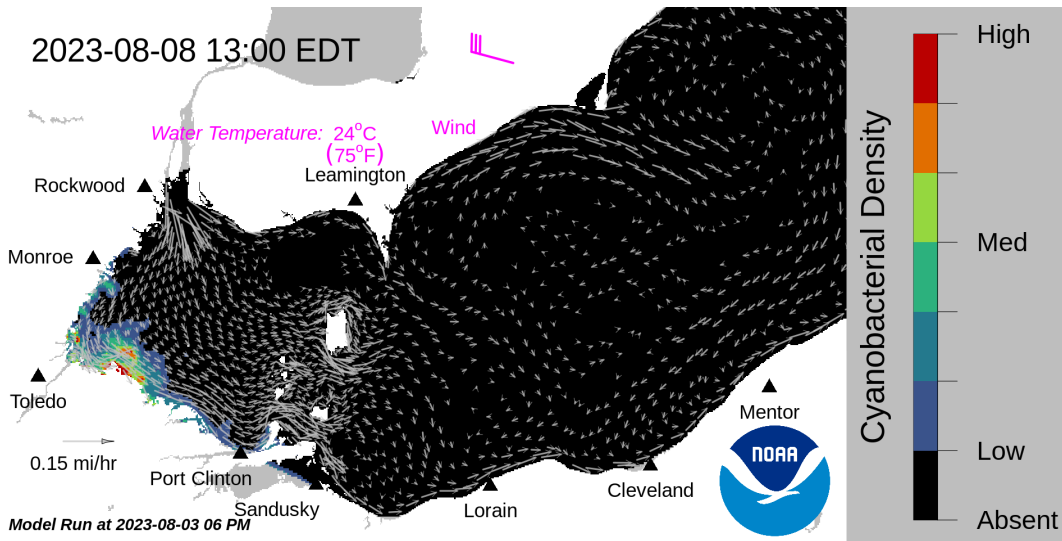 2023-08-08 13:00 EDT
Water Temperature: 24°C
(75°F)
Wind
Leamington
Rockwood
Monroe
Toledo
0.15 mi/hr
Port Clinton
Sandusky
Lorain
Cleveland
Mentor
NOAA
Model Run at 2023-08-03 06 PM
Cyanobacterial Density
High
Med
Low
Absent